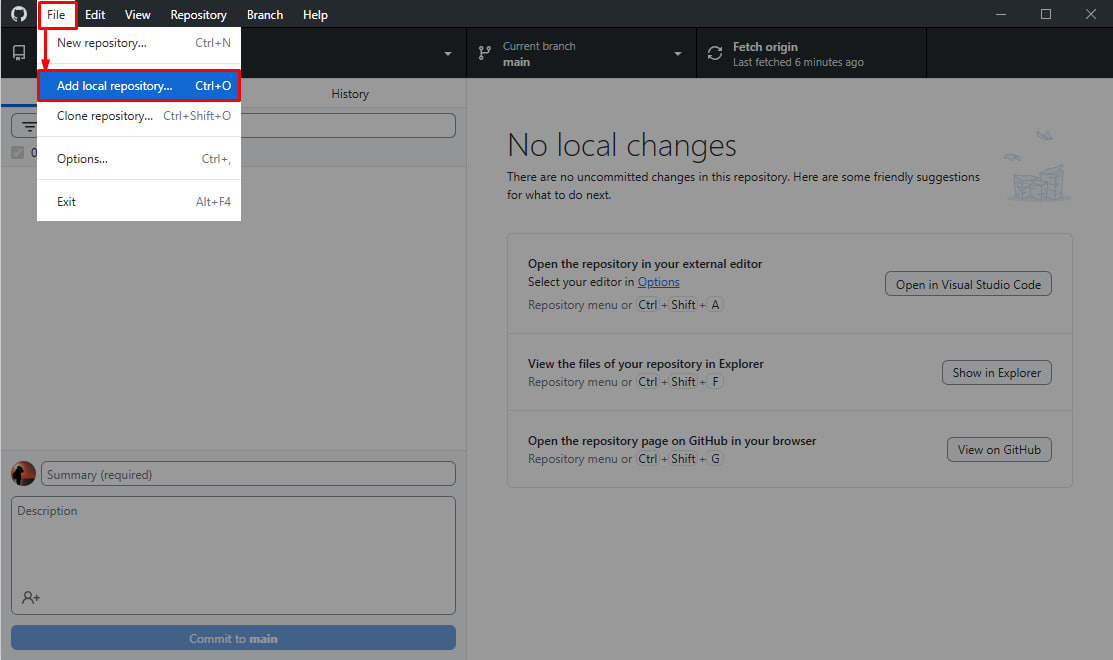 File Edit View Repository Branch Help
New repository... Ctrl+N
Add local repository... Ctrl+O
Clone repository... Ctrl+Shift+O
Options... Ctrl+,
Exit Alt+F4
Current branch
main
Fetch origin
Last fetched 6 minutes ago
History
0
No local changes
There are no uncommitted changes in this repository. Here are some friendly suggestions
for what to do next.
Open the repository in your external editor
Select your editor in Options
Repository menu or Ctrl + Shift + A
Open in Visual Studio Code
View the files of your repository in Explorer
Repository menu or Ctrl + Shift + F
Show in Explorer
Open the repository page on GitHub in your browser
Repository menu or Ctrl + Shift + G
View on GitHub
Summary (required)
Description
Commit to main